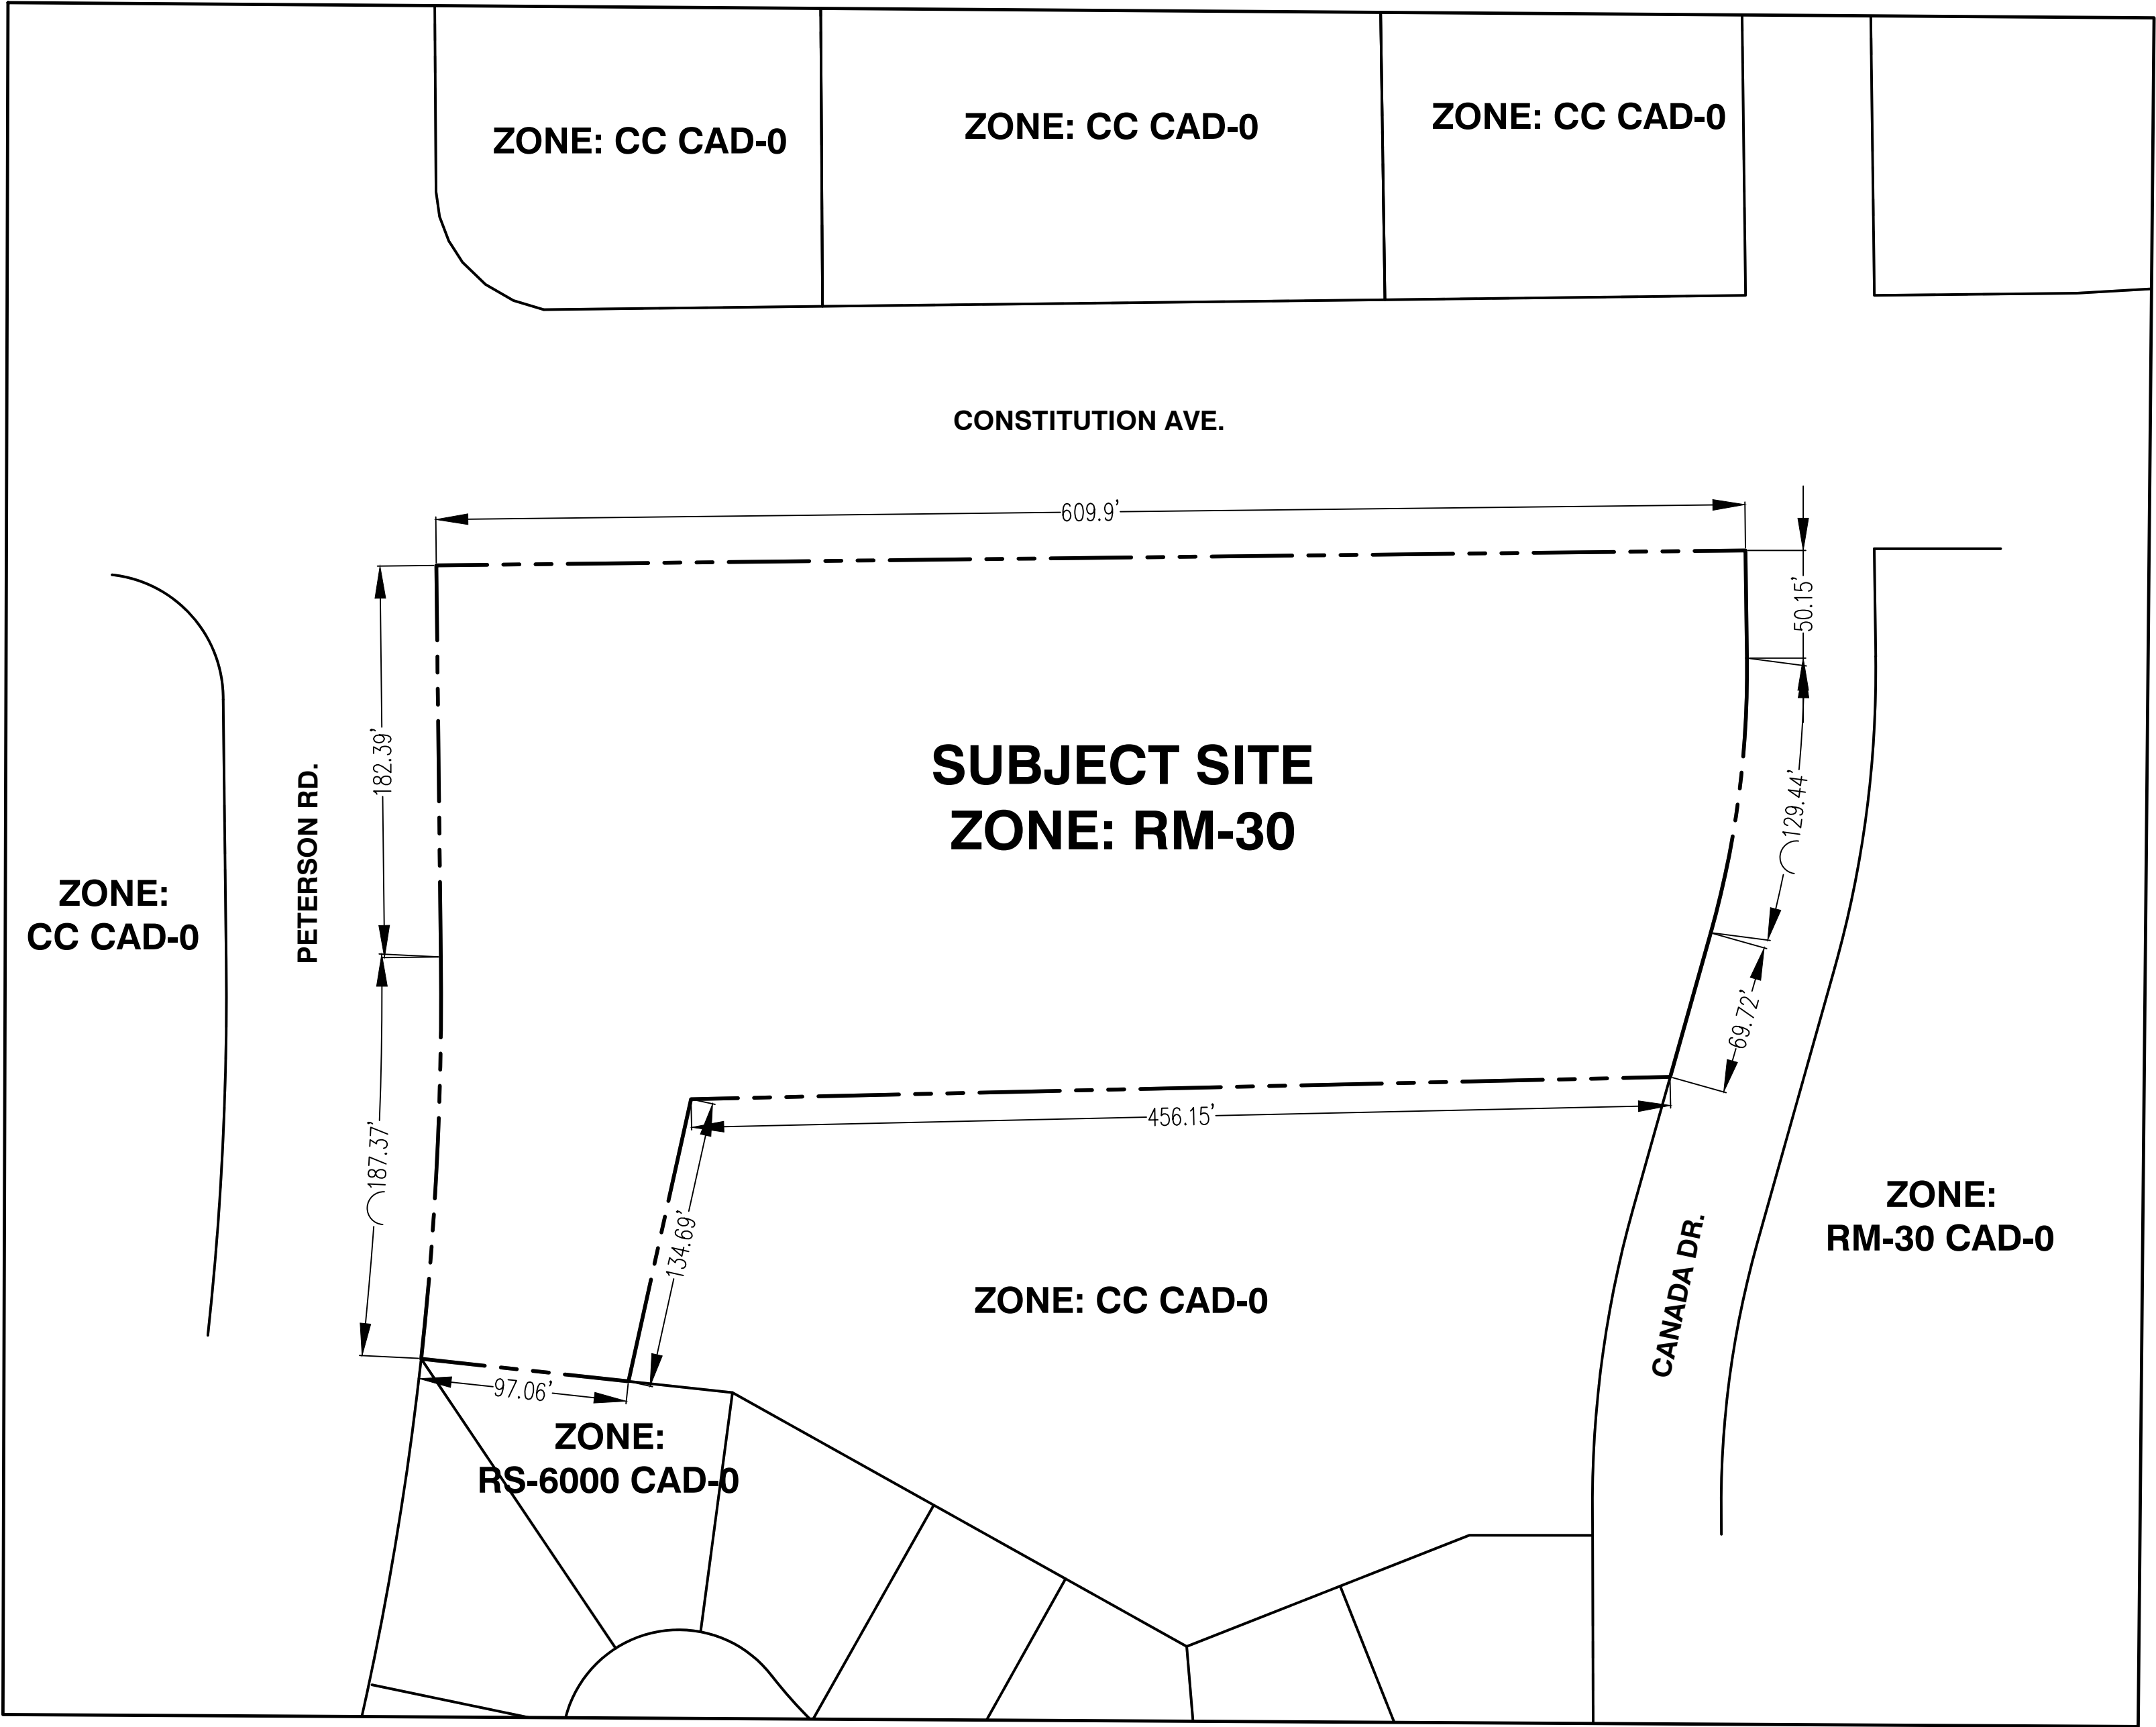 ZONE: CC CAD-0
ZONE: CC CAD-0
ZONE: CC CAD-0
CONSTITUTION AVE.
609.9'
50.15'
182.39'
PETERSON RD.
SUBJECT SITE
ZONE: RM-30
129.44'
ZONE:
CC CAD-0
69.72'
456.15'
187.37'
134.69'
ZONE:
RM-30 CAD-0
CANADA DR.
ZONE: CC CAD-0
97.06'
ZONE:
RS-6000 CAD-0